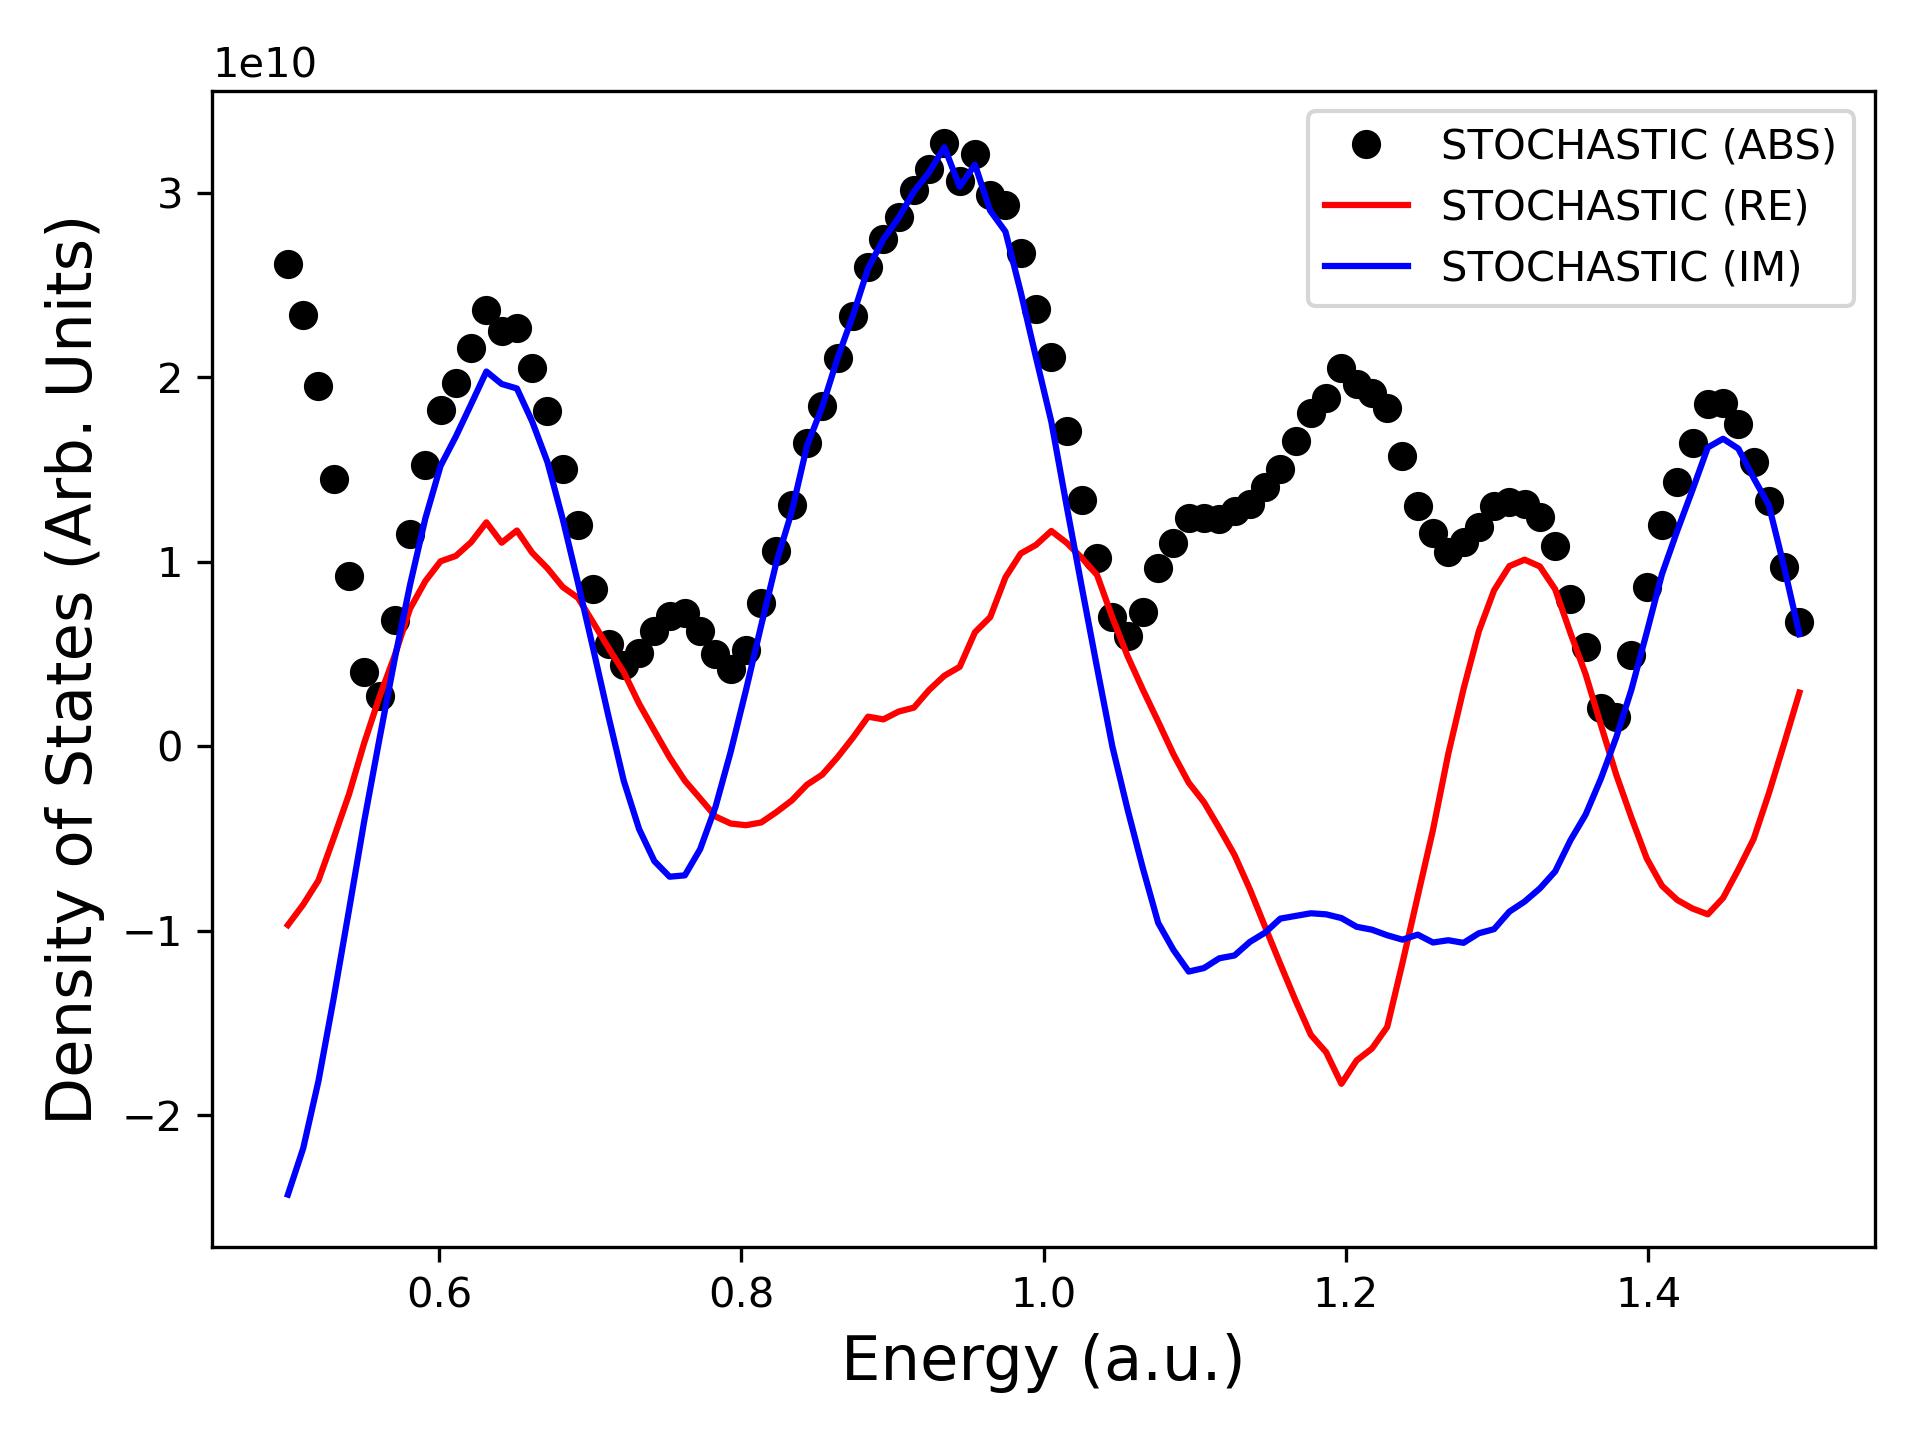 1e10
STOCHASTIC (ABS)
STOCHASTIC (RE)
STOCHASTIC (IM)
Density of States (Arb. Units)
3
2
1
0
−1
−2
0.6
0.8
1.0
1.2
1.4
Energy (a.u.)